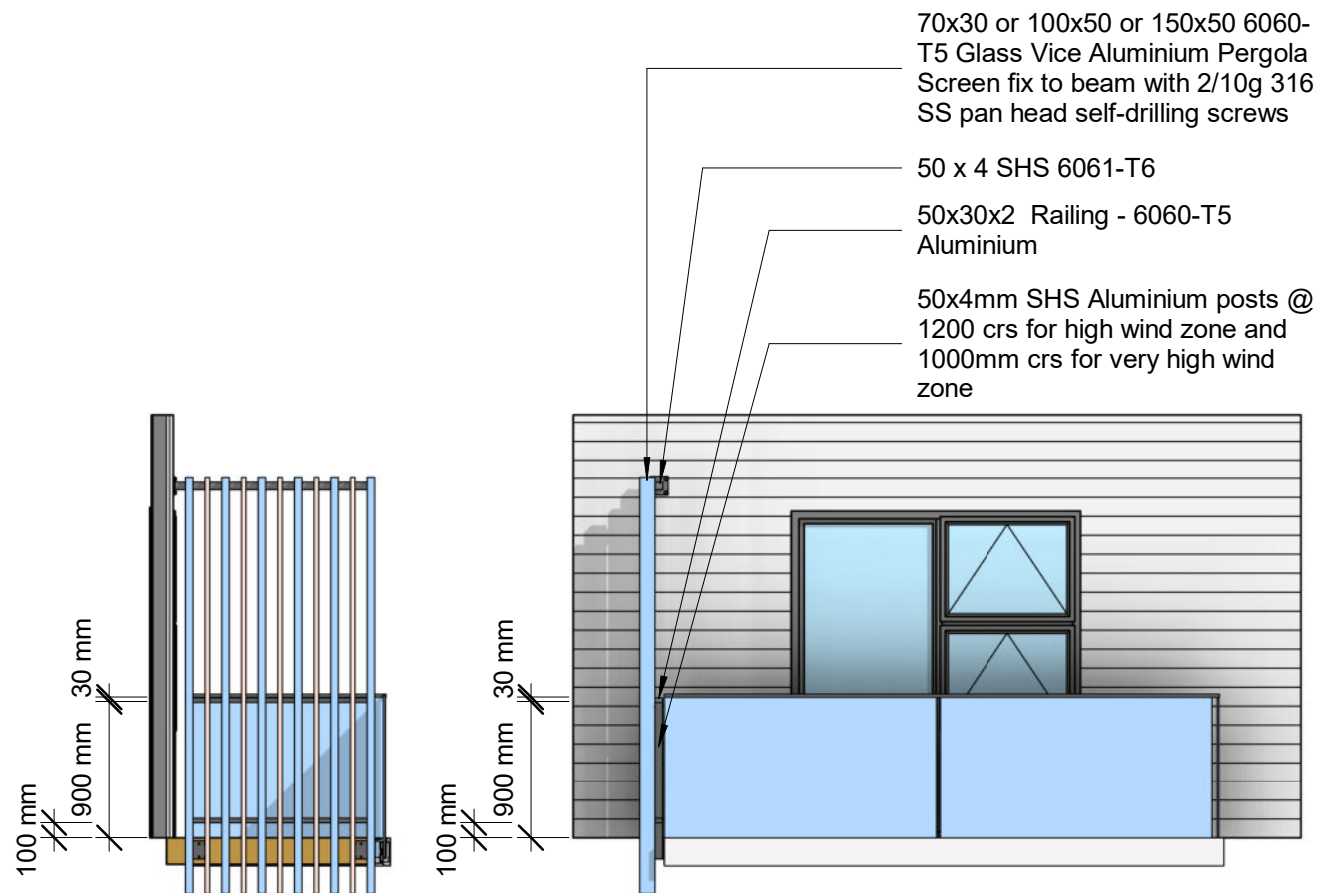 70x30 or 100x50 or 150x50 6060-
T5 Glass Vice Aluminium Pergola
Screen fix to beam with 2/10g 316
SS pan head self-drilling screws
50 x 4 SHS 6061-T6
50x30x2 Railing - 6060-T5
Aluminium
50x4mm SHS Aluminium posts @
1200 crs for high wind zone and
1000mm crs for very high wind
zone
30 mm
900 mm
100 mm
30 mm
900 mm
100 mm